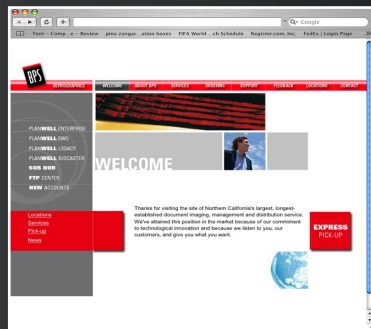 Google
Tent - Comp...e - Review pma zangar...ation boxes FIFA World ...ch Schedule Register.com, Inc. FedEx | Login Page
BPS
REPROGRAPHICS
WELCOME ABOUT BPS SERVICES ORDERING SUPPORT FEEDBACK LOCATIONS CONTACT
PLANWELL ENTERPRISE
PLANWELL EWO
PLANWELL LEGACY
PLANWELL BIDCASTER
SUB HUB
FTP CENTER
NEW ACCOUNTS
WELCOME
Locations
Services
Pick-up
News
Thanks for visiting the site of Northern California's largest, longest-
established document imaging, management and distribution service.
We've attained this position in the market because of our commitment
to technological innovation and because we listen to you, our
customers, and give you what you want.
EXPRESS
PICK-UP